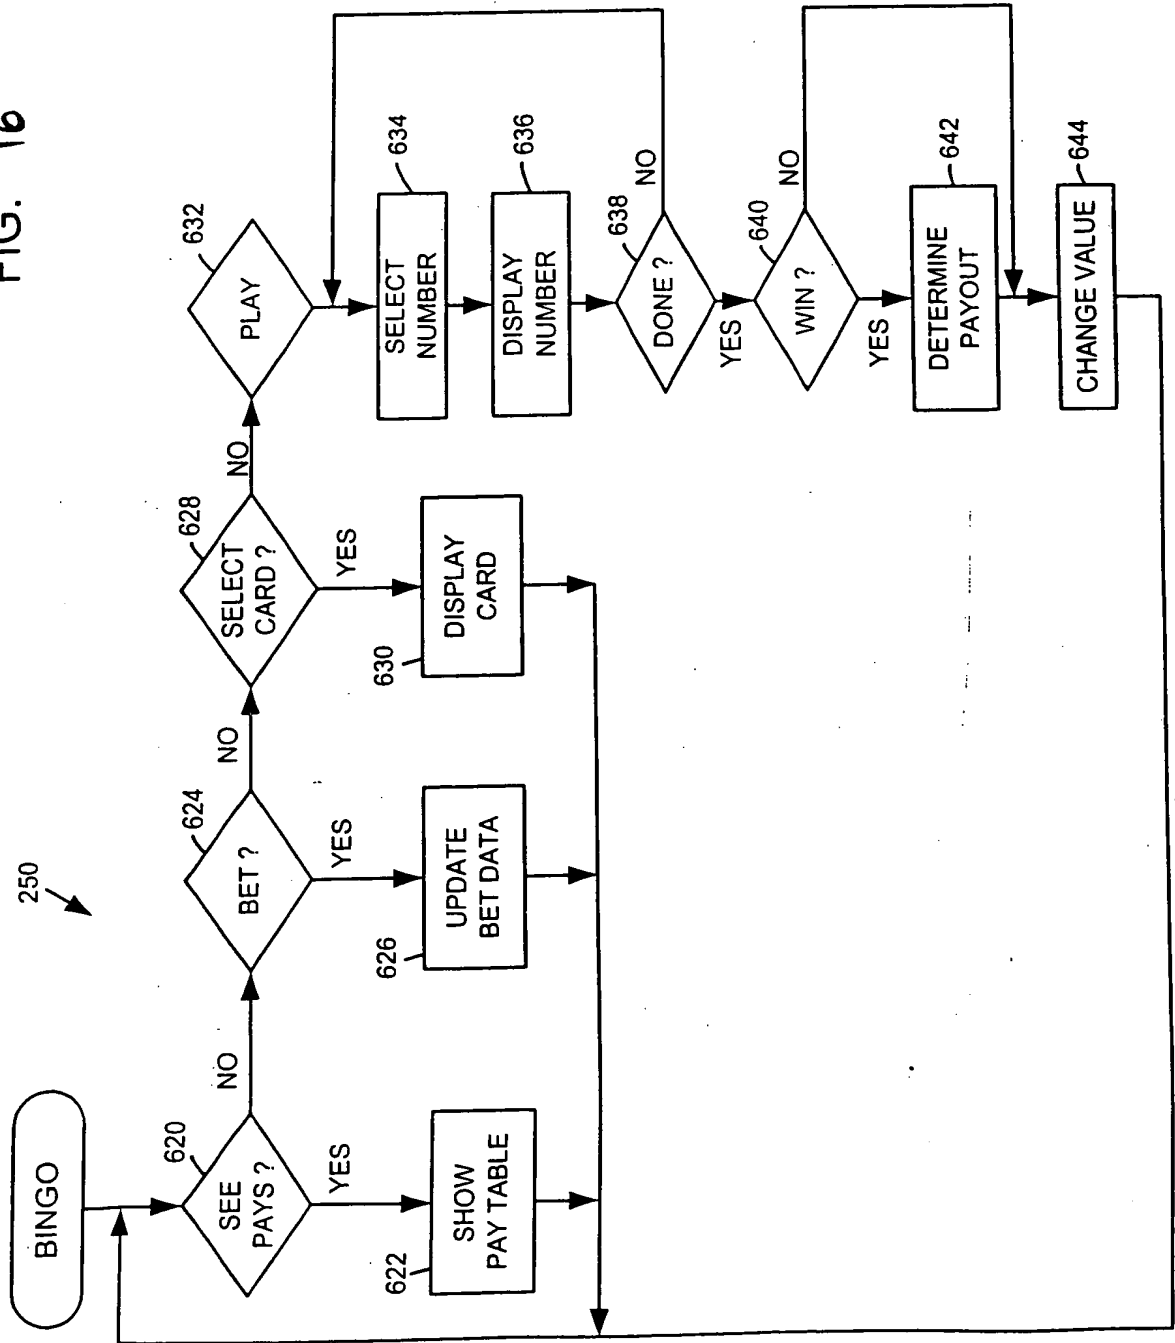 FIG. 16
250
BINGO
620
SEE
PAYS ?
NO
YES
622
SHOW
PAY TABLE
624
BET ?
NO
YES
626
UPDATE
BET DATA
628
SELECT
CARD ?
NO
YES
630
DISPLAY
CARD
632
PLAY
634
SELECT
NUMBER
636
DISPLAY
NUMBER
638
DONE ?
NO
YES
640
WIN ?
NO
YES
642
DETERMINE
PAYOUT
644
CHANGE VALUE